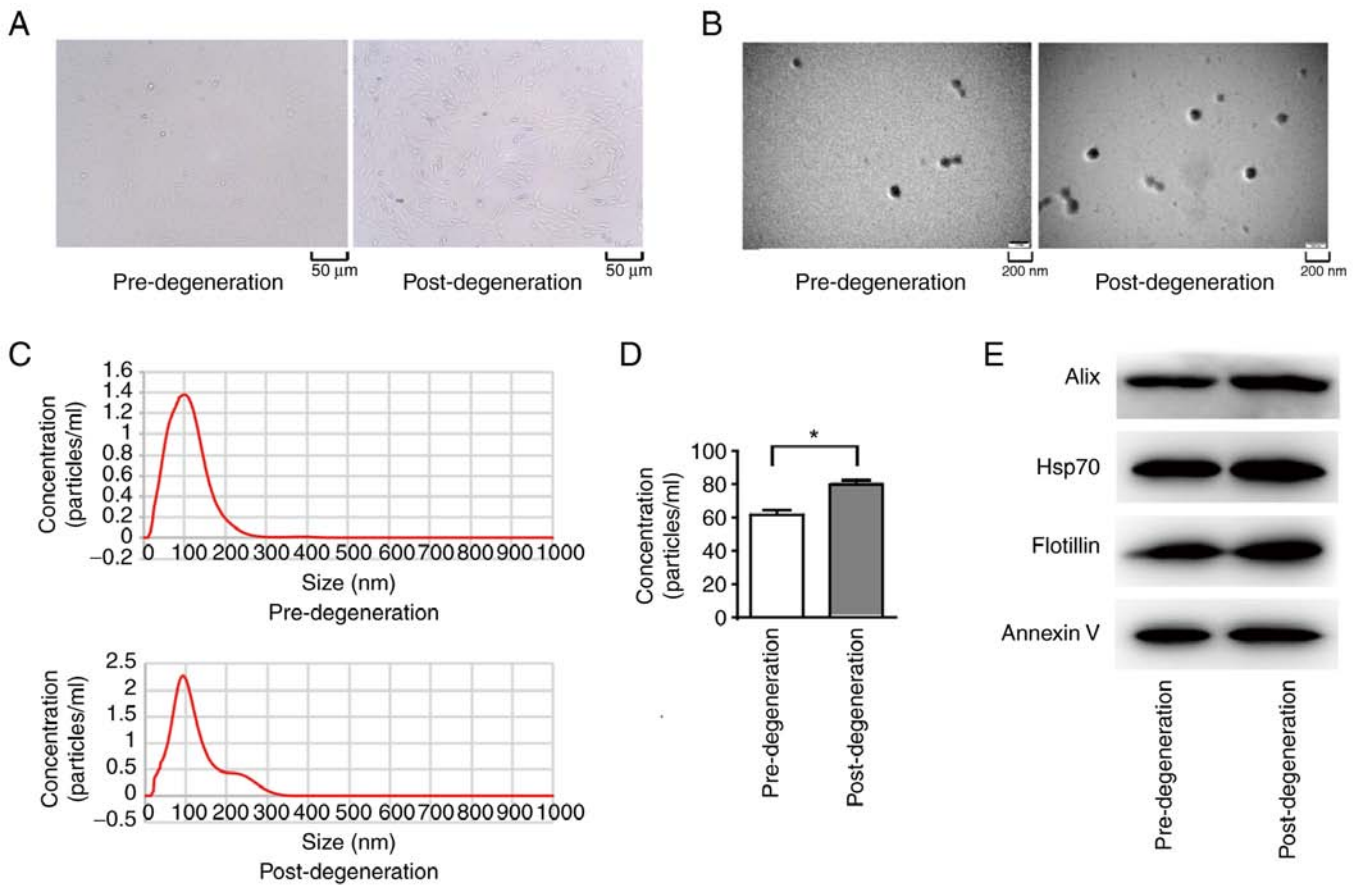 A
50 μm
50 μm
Pre-degeneration
Post-degeneration
B
200 nm
200 nm
Pre-degeneration
Post-degeneration
C
Concentration
(particles/ml)
1.6
1.4
1.2
1
0.8
0.6
0.4
0.2
0
−0.2
0 100 200 300 400 500 600 700 800 900 1000
Size (nm)
Pre-degeneration
Concentration
(particles/ml)
2.5
2
1.5
1
0.5
0
−0.5
0 100 200 300 400 500 600 700 800 900 1000
Size (nm)
Post-degeneration
D
Concentration
(particles/ml)
100
80
60
40
20
0
*
Pre-degeneration
Post-degeneration
E
Alix
Hsp70
Flotillin
Annexin V
Pre-degeneration
Post-degeneration